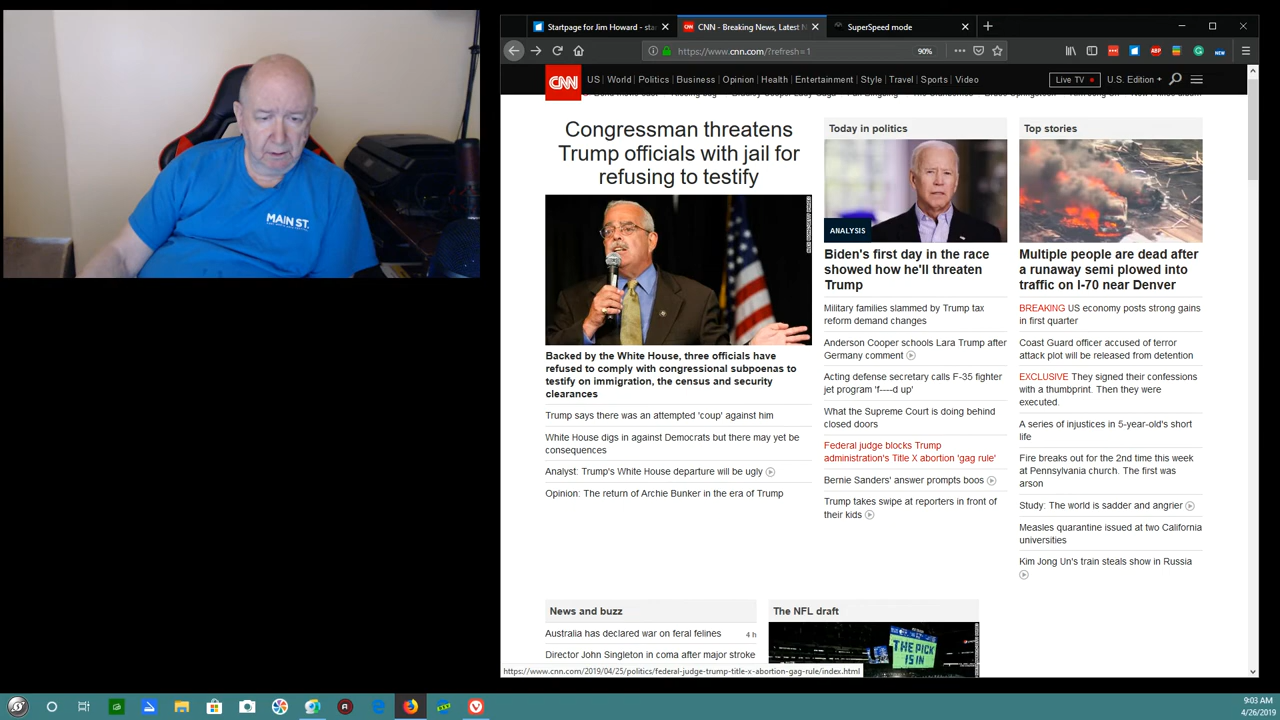 MAIN ST.
Startpage for Jim Howard - sta
CNN - Breaking News, Latest N
SuperSpeed mode
https://www.cnn.com/?refresh=1
90%
CNN
US
World
Politics
Business
Opinion
Health
Entertainment
Style
Travel
Sports
Video
Live TV
U.S. Edition +
Congressman threatens
Trump officials with jail for
refusing to testify
Backed by the White House, three officials have
refused to comply with congressional subpoenas to
testify on immigration, the census and security
clearances
Trump says there was an attempted 'coup' against him
White House digs in against Democrats but there may yet be
consequences
Analyst: Trump's White House departure will be ugly
Opinion: The return of Archie Bunker in the era of Trump
Today in politics
ANALYSIS
Biden's first day in the race
showed how he'll threaten
Trump
Military families slammed by Trump tax
reform demand changes
Anderson Cooper schools Lara Trump after
Germany comment
Acting defense secretary calls F-35 fighter
jet program 'f----d up'
What the Supreme Court is doing behind
closed doors
Federal judge blocks Trump
administration's Title X abortion 'gag rule'
Bernie Sanders' answer prompts boos
Trump takes swipe at reporters in front of
their kids
Top stories
Multiple people are dead after
a runaway semi plowed into
traffic on I-70 near Denver
BREAKING US economy posts strong gains
in first quarter
Coast Guard officer accused of terror
attack plot will be released from detention
EXCLUSIVE They signed their confessions
with a thumbprint. Then they were
executed.
A series of injustices in 5-year-old's short
life
Fire breaks out for the 2nd time this week
at Pennsylvania church. The first was
arson
Study: The world is sadder and angrier
Measles quarantine issued at two California
universities
Kim Jong Un's train steals show in Russia
News and buzz
Australia has declared war on feral felines
4 h
Director John Singleton in coma after major stroke
The NFL draft
THE PICK
IS IN
https://www.cnn.com/2019/04/25/politics/federal-judge-trump-title-x-abortion-gag-rule/index.html
9:03 AM
4/26/2019